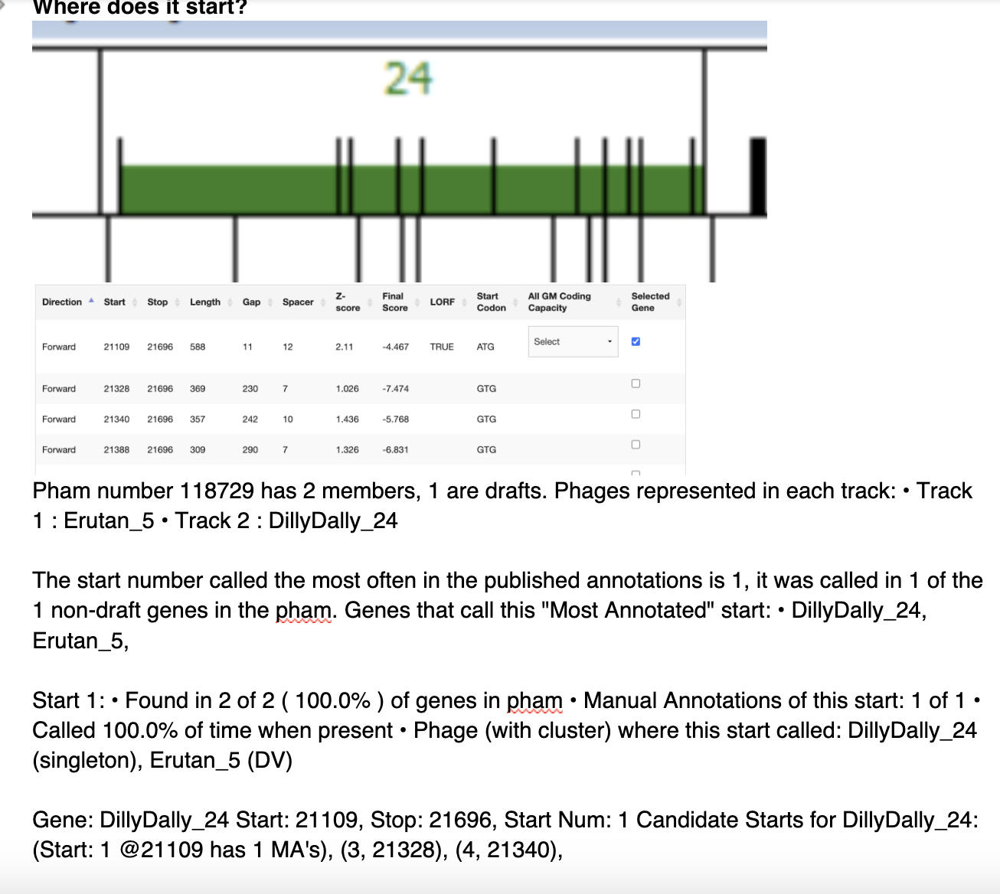 Where does it start?
24
Direction Start Stop Length Gap Spacer Z-score Final Score LORF Start Codon All GM Coding Capacity Selected Gene
Forward 21109 21696 588 11 12 2.11 -4.467 TRUE ATG Select
Forward 21328 21696 369 230 7 1.026 -7.474 GTG
Forward 21340 21696 357 242 10 1.436 -5.768 GTG
Forward 21388 21696 309 290 7 1.326 -6.831 GTG
Pham number 118729 has 2 members, 1 are drafts. Phages represented in each track: • Track
1 : Erutan_5 • Track 2 : DillyDally_24
The start number called the most often in the published annotations is 1, it was called in 1 of the
1 non-draft genes in the pham. Genes that call this "Most Annotated" start: • DillyDally_24,
Erutan_5,
Start 1: • Found in 2 of 2 ( 100.0% ) of genes in pham • Manual Annotations of this start: 1 of 1 •
Called 100.0% of time when present • Phage (with cluster) where this start called: DillyDally_24
(singleton), Erutan_5 (DV)
Gene: DillyDally_24 Start: 21109, Stop: 21696, Start Num: 1 Candidate Starts for DillyDally_24:
(Start: 1 @21109 has 1 MA's), (3, 21328), (4, 21340),